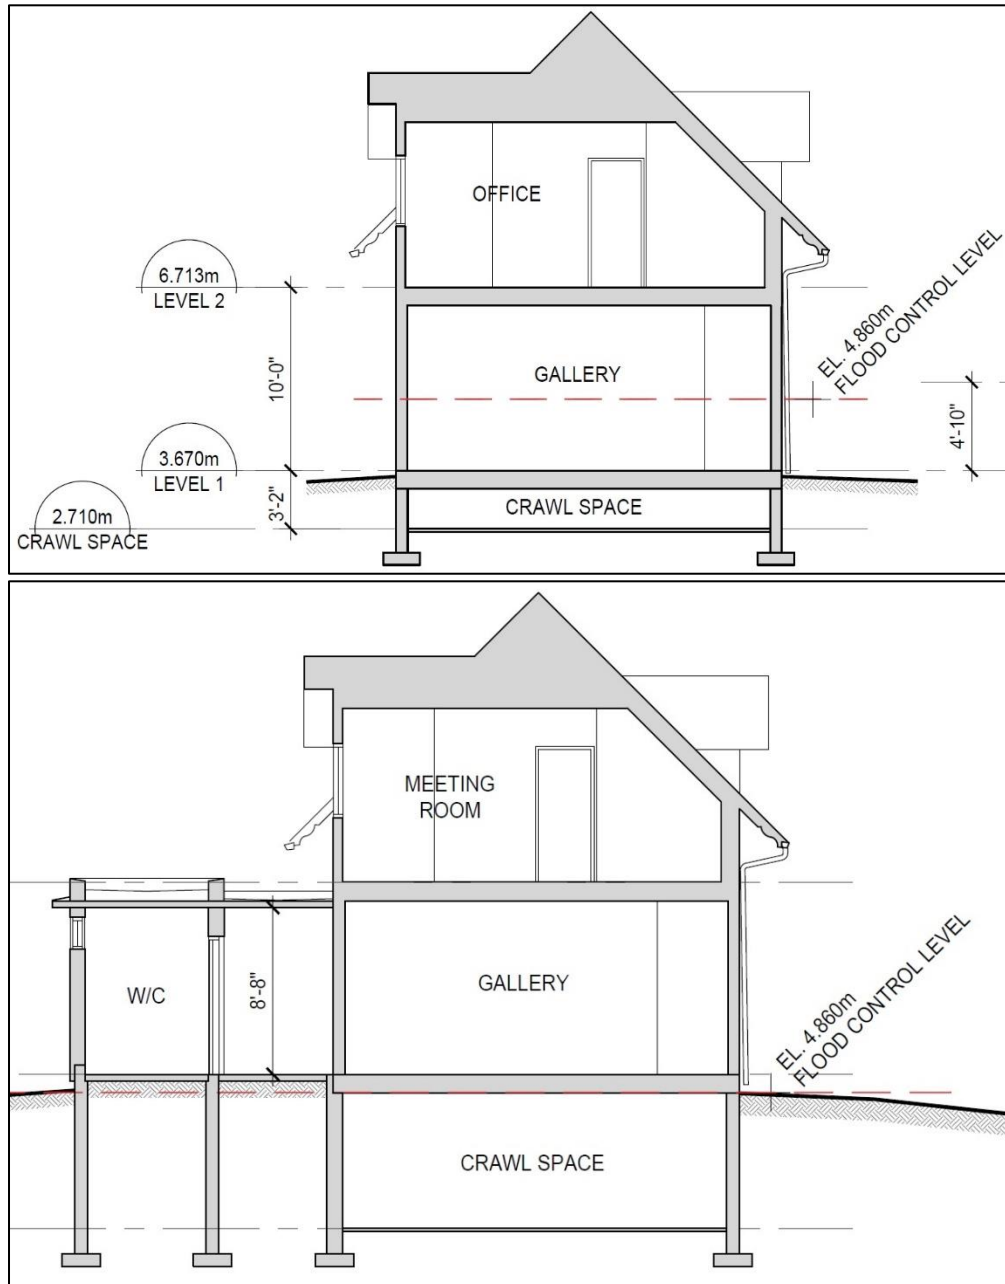 OFFICE
6.713m
LEVEL 2
10'-0"
GALLERY
EL. 4.860m
FLOOD CONTROL LEVEL
4'-10"
3.670m
LEVEL 1
3'-2"
CRAWL SPACE
2.710m
CRAWL SPACE
MEETING
ROOM
W/C
8'-8"
GALLERY
EL. 4.860m
FLOOD CONTROL LEVEL
CRAWL SPACE